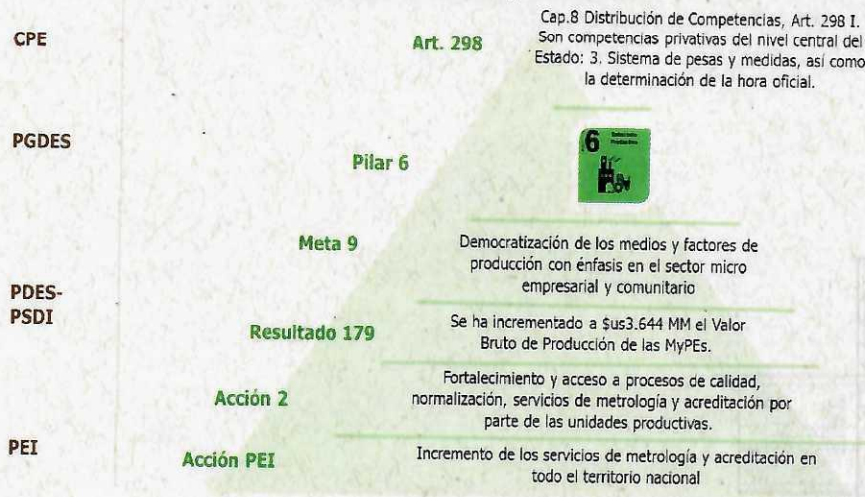 CPE
Art. 298
Cap.8 Distribución de Competencias, Art. 298 I.
Son competencias privativas del nivel central del
Estado: 3. Sistema de pesas y medidas, así como
la determinación de la hora oficial.
PGDES
Pilar 6
6
Meta 9
Democratización de los medios y factores de
producción con énfasis en el sector micro
empresarial y comunitario
PDES-
PSDI
Resultado 179
Se ha incrementado a $us3.644 MM el Valor
Bruto de Producción de las MyPEs.
Acción 2
Fortalecimiento y acceso a procesos de calidad,
normalización, servicios de metrología y acreditación por
parte de las unidades productivas.
PEI
Acción PEI
Incremento de los servicios de metrología y acreditación en
todo el territorio nacional